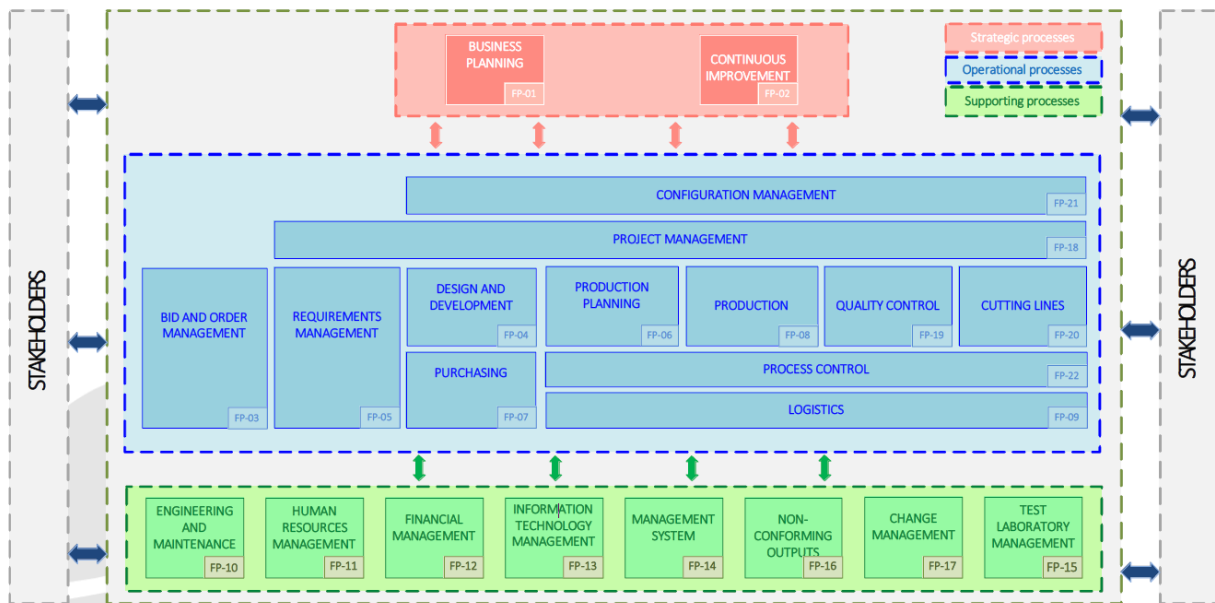 STAKEHOLDERS
BUSINESS
PLANNING
FP-01
CONTINUOUS
IMPROVEMENT
FP-02
Strategic processes
Operational processes
Supporting processes
CONFIGURATION MANAGEMENT
FP-21
PROJECT MANAGEMENT
FP-18
BID AND ORDER
MANAGEMENT
FP-03
REQUIREMENTS
MANAGEMENT
FP-05
DESIGN AND
DEVELOPMENT
FP-04
PRODUCTION
PLANNING
FP-06
PRODUCTION
FP-08
QUALITY CONTROL
FP-19
CUTTING LINES
FP-20
PURCHASING
FP-07
PROCESS CONTROL
FP-22
LOGISTICS
FP-09
ENGINEERING
AND
MAINTENANCE
FP-10
HUMAN
RESOURCES
MANAGEMENT
FP-11
FINANCIAL
MANAGEMENT
FP-12
INFORMATION
TECHNOLOGY
MANAGEMENT
FP-13
MANAGEMENT
SYSTEM
FP-14
NON-
CONFORMING
OUTPUTS
FP-16
CHANGE
MANAGEMENT
FP-17
TEST
LABORATORY
MANAGEMENT
FP-15
STAKEHOLDERS